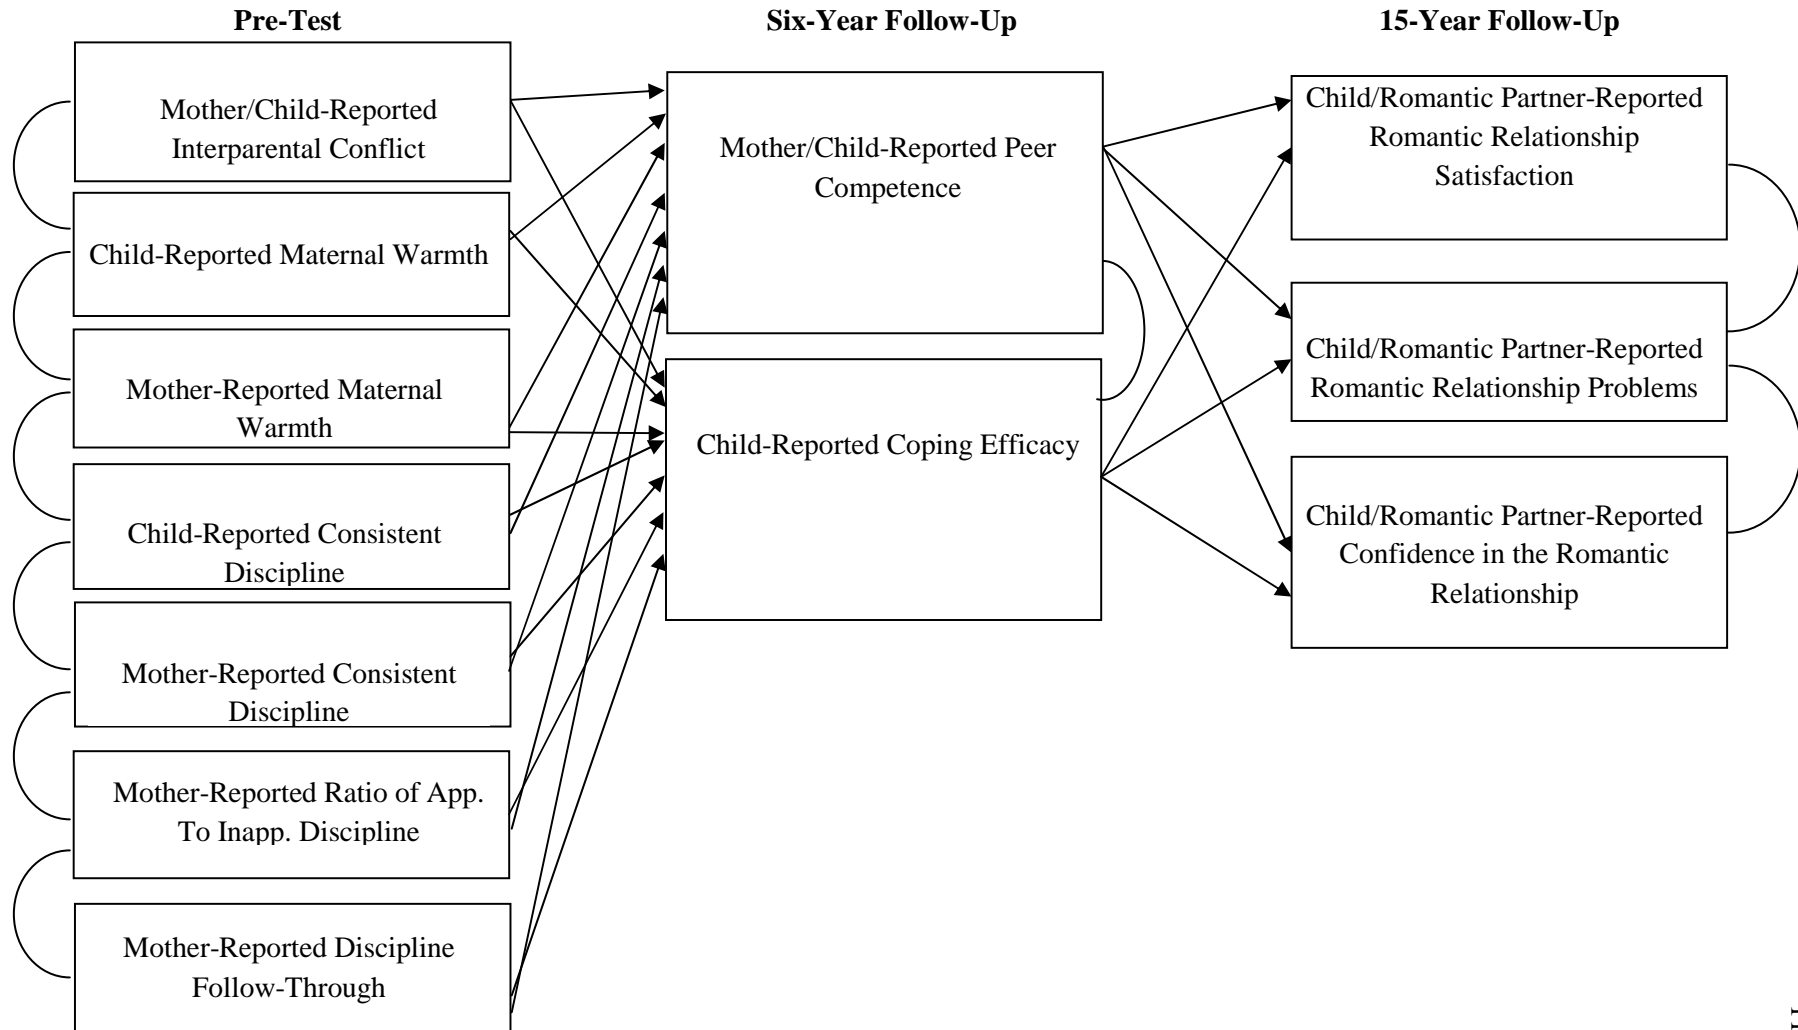 Pre-Test
Six-Year Follow-Up
15-Year Follow-Up
Mother/Child-Reported
Interparental Conflict
Child-Reported Maternal Warmth
Mother-Reported Maternal
Warmth
Child-Reported Consistent
Discipline
Mother-Reported Consistent
Discipline
Mother-Reported Ratio of App.
To Inapp. Discipline
Mother-Reported Discipline
Follow-Through
Mother/Child-Reported Peer
Competence
Child-Reported Coping Efficacy
Child/Romantic Partner-Reported
Romantic Relationship
Satisfaction
Child/Romantic Partner-Reported
Romantic Relationship Problems
Child/Romantic Partner-Reported
Confidence in the Romantic
Relationship